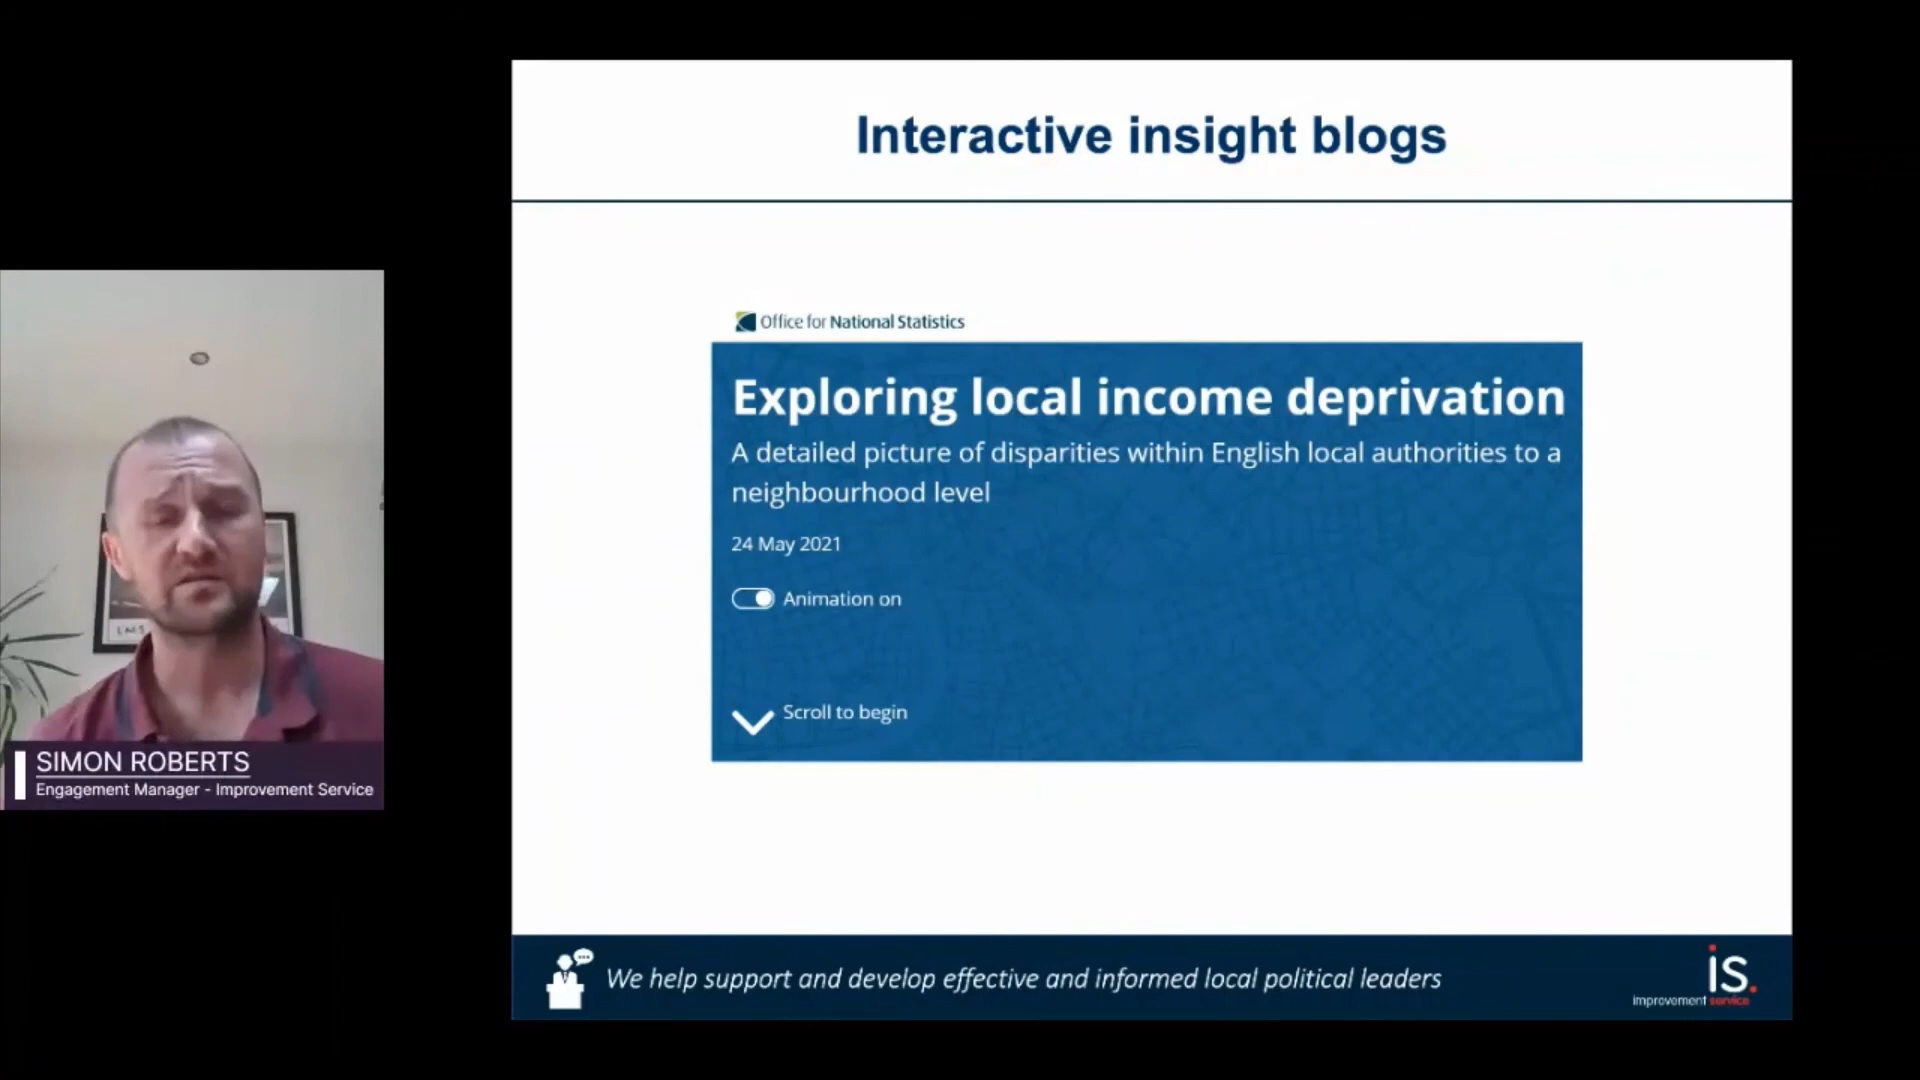 Interactive insight blogs
Office for National Statistics
Exploring local income deprivation
A detailed picture of disparities within English local authorities to a
neighbourhood level
24 May 2021
Animation on
Scroll to begin
SIMON ROBERTS
Engagement Manager - Improvement Service
We help support and develop effective and informed local political leaders
is.
improvement service